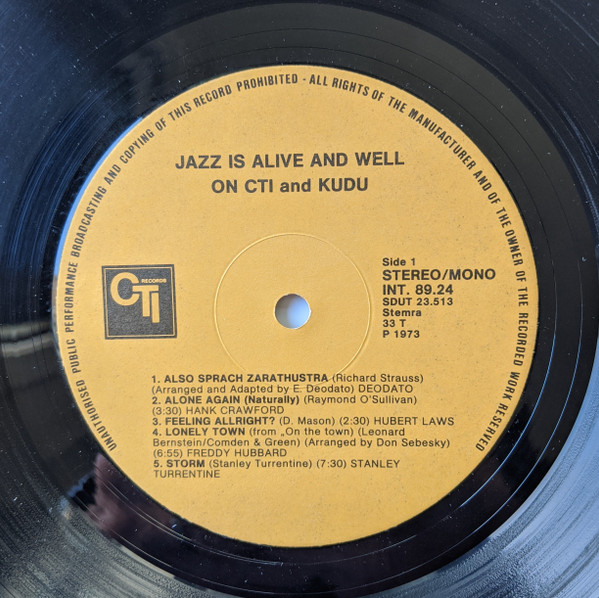 UNAUTHORISED PUBLIC PERFORMANCE BROADCASTING AND COPYING OF THIS RECORD PROHIBITED - ALL RIGHTS OF THE MANUFACTURER AND OF THE OWNER OF THE RECORDED WORK RESERVED
JAZZ IS ALIVE AND WELL
ON CTI and KUDU
CTI RECORDS
Side 1
STEREO/MONO
INT. 89.24
SDUT 23.513
Stemra
33 T
P 1973
1. ALSO SPRACH ZARATHUSTRA (Richard Strauss)
(Arranged and Adapted by E. Deodato) DEODATO
2. ALONE AGAIN (Naturally) (Raymond O'Sullivan)
(3:30) HANK CRAWFORD
3. FEELING ALLRIGHT? (D. Mason) (2:30) HUBERT LAWS
4. LONELY TOWN (from „On the town) (Leonard
Bernstein/Comden & Green) (Arranged by Don Sebesky)
(6:55) FREDDY HUBBARD
5. STORM (Stanley Turrentine) (7:30) STANLEY
TURRENTINE